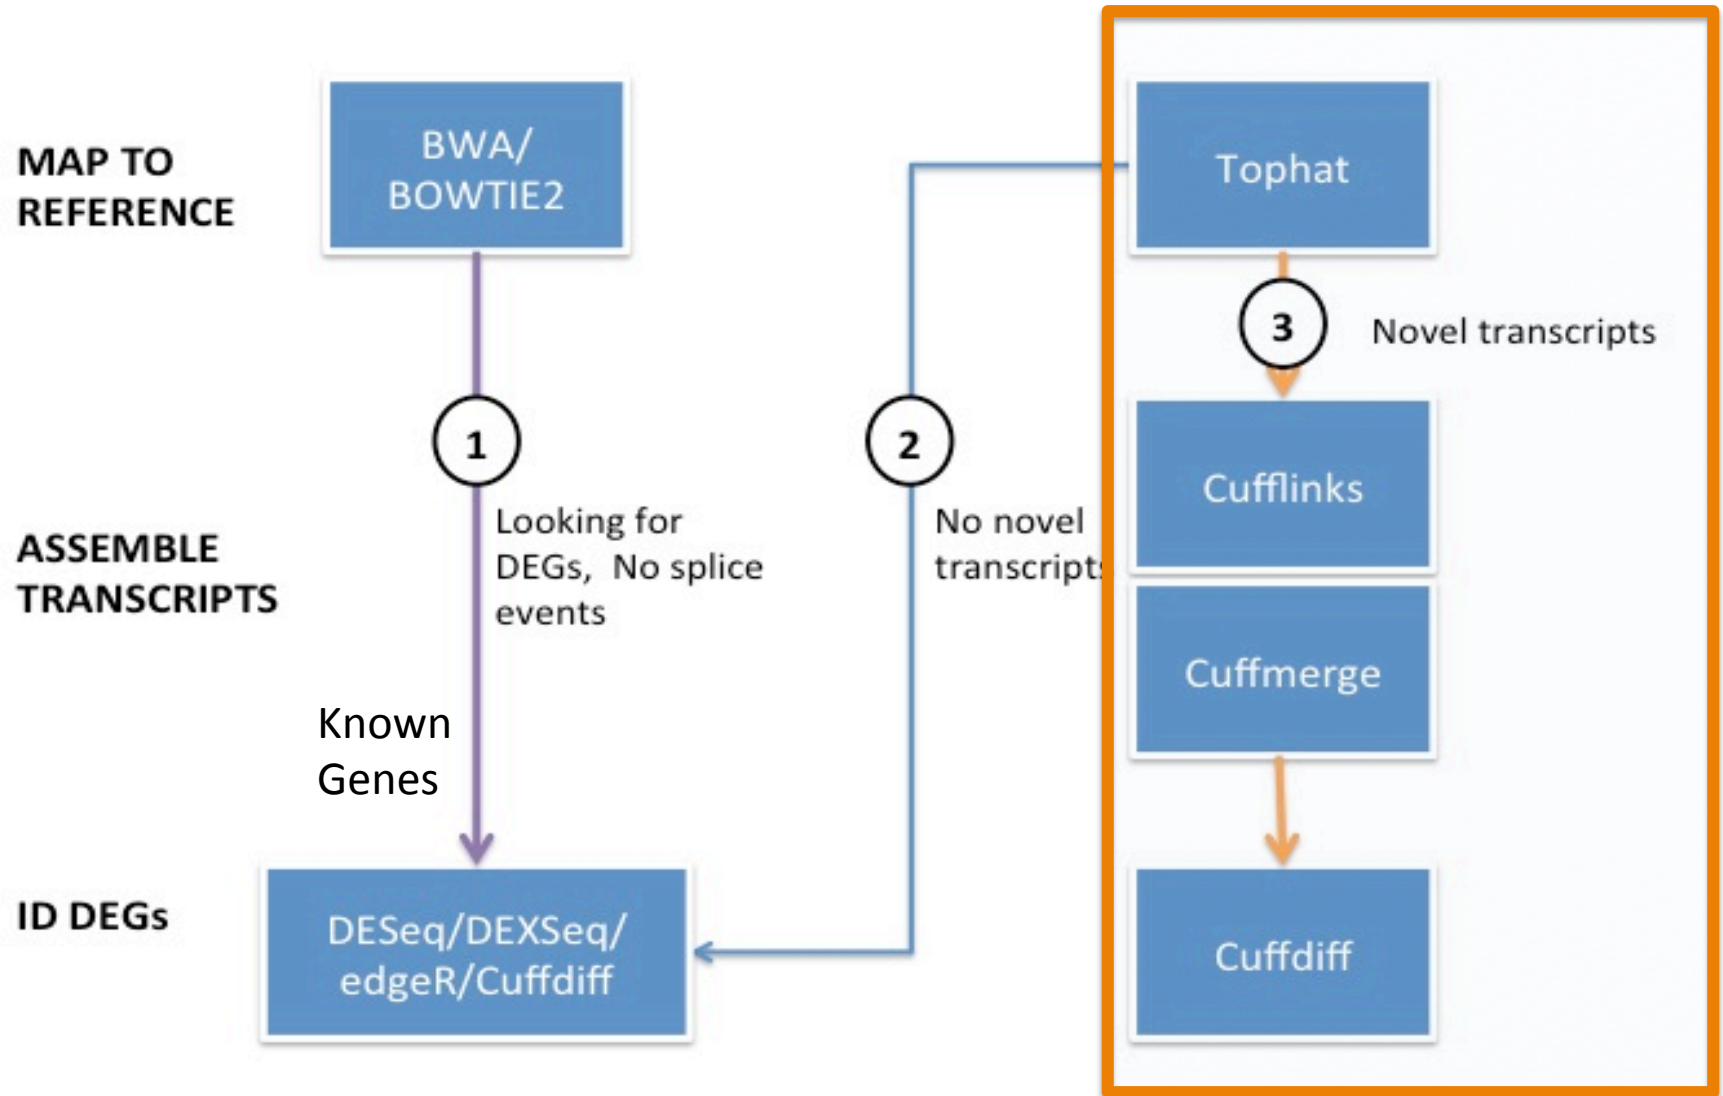 MAP TO
REFERENCE
BWA/
BOWTIE2
Tophat
3
Novel transcripts
1
2
Looking for
DEGs, No splice
events
No novel
transcripts
Cufflinks
ASSEMBLE
TRANSCRIPTS
Cuffmerge
Known
Genes
ID DEGs
DESeq/DEXSeq/
edgeR/Cuffdiff
Cuffdiff